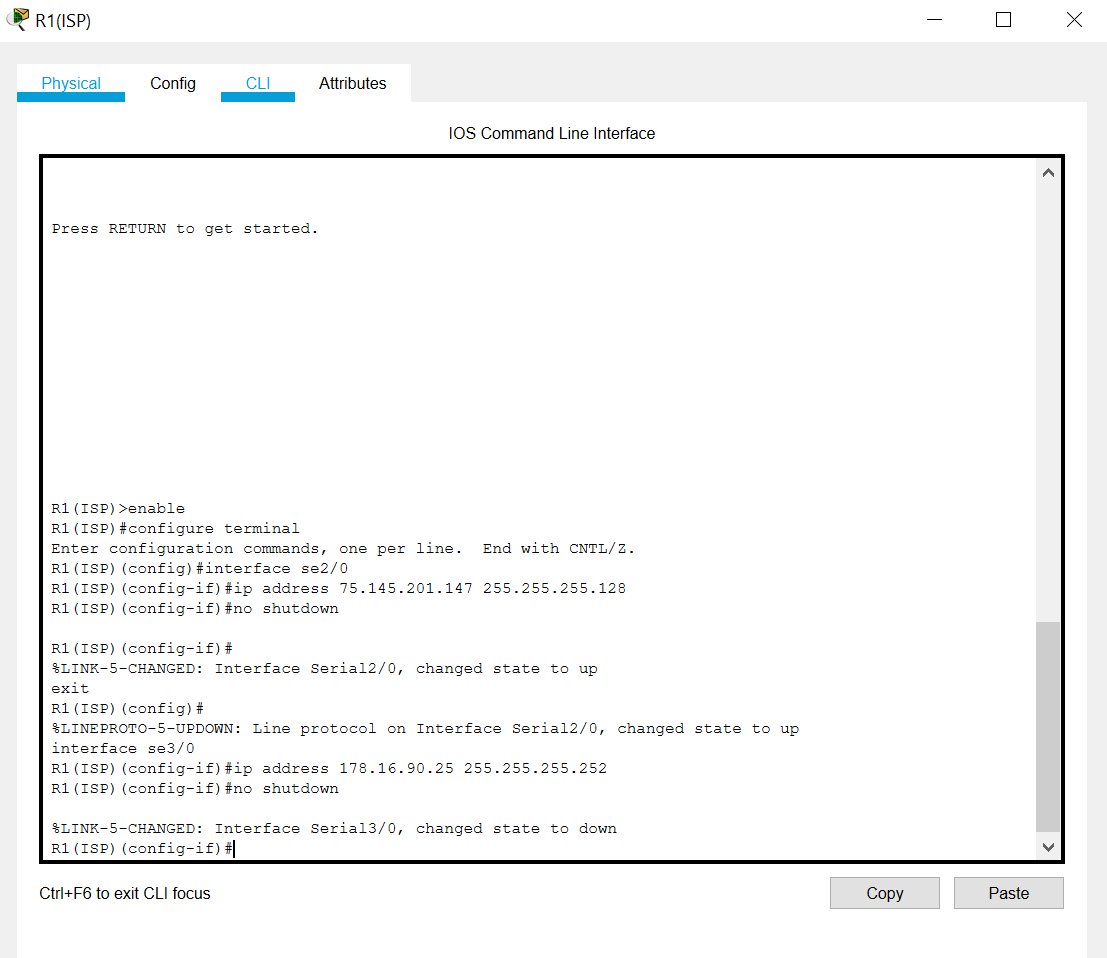 R1(ISP)
Physical Config CLI Attributes
IOS Command Line Interface
Press RETURN to get started.
R1(ISP)>enable
R1(ISP)#configure terminal
Enter configuration commands, one per line.  End with CNTL/Z.
R1(ISP)(config)#interface se2/0
R1(ISP)(config-if)#ip address 75.145.201.147 255.255.255.128
R1(ISP)(config-if)#no shutdown
R1(ISP)(config-if)#
%LINK-5-CHANGED: Interface Serial2/0, changed state to up
exit
R1(ISP)(config)#
%LINEPROTO-5-UPDOWN: Line protocol on Interface Serial2/0, changed state to up
interface se3/0
R1(ISP)(config-if)#ip address 178.16.90.25 255.255.255.252
R1(ISP)(config-if)#no shutdown
%LINK-5-CHANGED: Interface Serial3/0, changed state to down
R1(ISP)(config-if)#
Ctrl+F6 to exit CLI focus Copy Paste